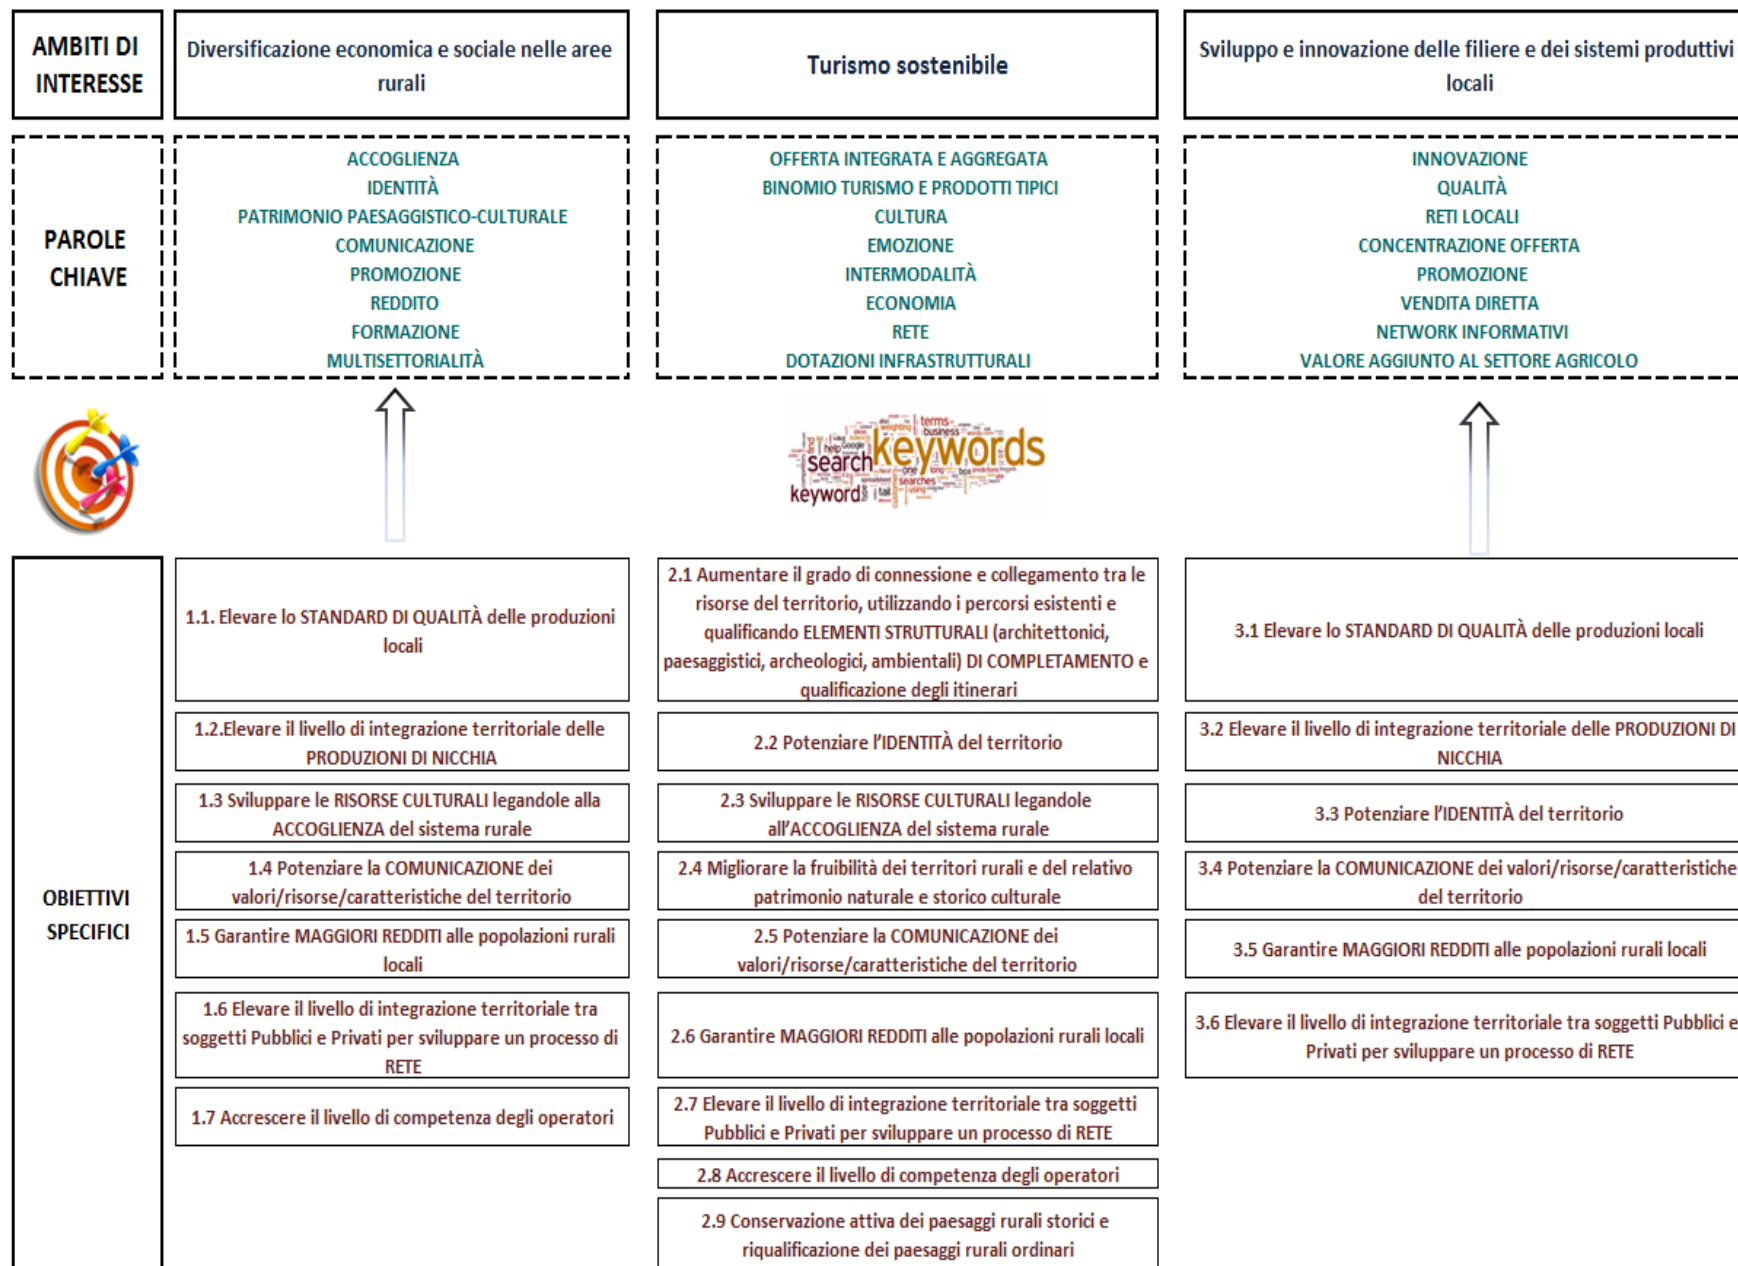 AMBITI DI
INTERESSE
Diversificazione economica e sociale nelle aree
rurali
Turismo sostenibile
Sviluppo e innovazione delle filiere e dei sistemi produttivi
locali
PAROLE
CHIAVE
ACCOGLIENZA
IDENTITÀ
PATRIMONIO PAESAGGISTICO-CULTURALE
COMUNICAZIONE
PROMOZIONE
REDDITO
FORMAZIONE
MULTISETTORIALITÀ
OFFERTA INTEGRATA E AGGREGATA
BINOMIO TURISMO E PRODOTTI TIPICI
CULTURA
EMOZIONE
INTERMODALITÀ
ECONOMIA
RETE
DOTAZIONI INFRASTRUTTURALI
INNOVAZIONE
QUALITÀ
RETI LOCALI
CONCENTRAZIONE OFFERTA
PROMOZIONE
VENDITA DIRETTA
NETWORK INFORMATIVI
VALORE AGGIUNTO AL SETTORE AGRICOLO
terms
business
help Google
keywords
search
one long box
searches
keyword
tail
using
OBIETTIVI
SPECIFICI
1.1. Elevare lo STANDARD DI QUALITÀ delle produzioni
locali
1.2.Elevare il livello di integrazione territoriale delle
PRODUZIONI DI NICCHIA
1.3 Sviluppare le RISORSE CULTURALI legandole alla
ACCOGLIENZA del sistema rurale
1.4 Potenziare la COMUNICAZIONE dei
valori/risorse/caratteristiche del territorio
1.5 Garantire MAGGIORI REDDITI alle popolazioni rurali
locali
1.6 Elevare il livello di integrazione territoriale tra
soggetti Pubblici e Privati per sviluppare un processo di
RETE
1.7 Accrescere il livello di competenza degli operatori
2.1 Aumentare il grado di connessione e collegamento tra le
risorse del territorio, utilizzando i percorsi esistenti e
qualificando ELEMENTI STRUTTURALI (architettonici,
paesaggistici, archeologici, ambientali) DI COMPLETAMENTO e
qualificazione degli itinerari
2.2 Potenziare l'IDENTITÀ del territorio
2.3 Sviluppare le RISORSE CULTURALI legandole
all'ACCOGLIENZA del sistema rurale
2.4 Migliorare la fruibilità dei territori rurali e del relativo
patrimonio naturale e storico culturale
2.5 Potenziare la COMUNICAZIONE dei
valori/risorse/caratteristiche del territorio
2.6 Garantire MAGGIORI REDDITI alle popolazioni rurali locali
2.7 Elevare il livello di integrazione territoriale tra soggetti
Pubblici e Privati per sviluppare un processo di RETE
2.8 Accrescere il livello di competenza degli operatori
2.9 Conservazione attiva dei paesaggi rurali storici e
riqualificazione dei paesaggi rurali ordinari
3.1 Elevare lo STANDARD DI QUALITÀ delle produzioni locali
3.2 Elevare il livello di integrazione territoriale delle PRODUZIONI DI
NICCHIA
3.3 Potenziare l'IDENTITÀ del territorio
3.4 Potenziare la COMUNICAZIONE dei valori/risorse/caratteristiche
del territorio
3.5 Garantire MAGGIORI REDDITI alle popolazioni rurali locali
3.6 Elevare il livello di integrazione territoriale tra soggetti Pubblici e
Privati per sviluppare un processo di RETE